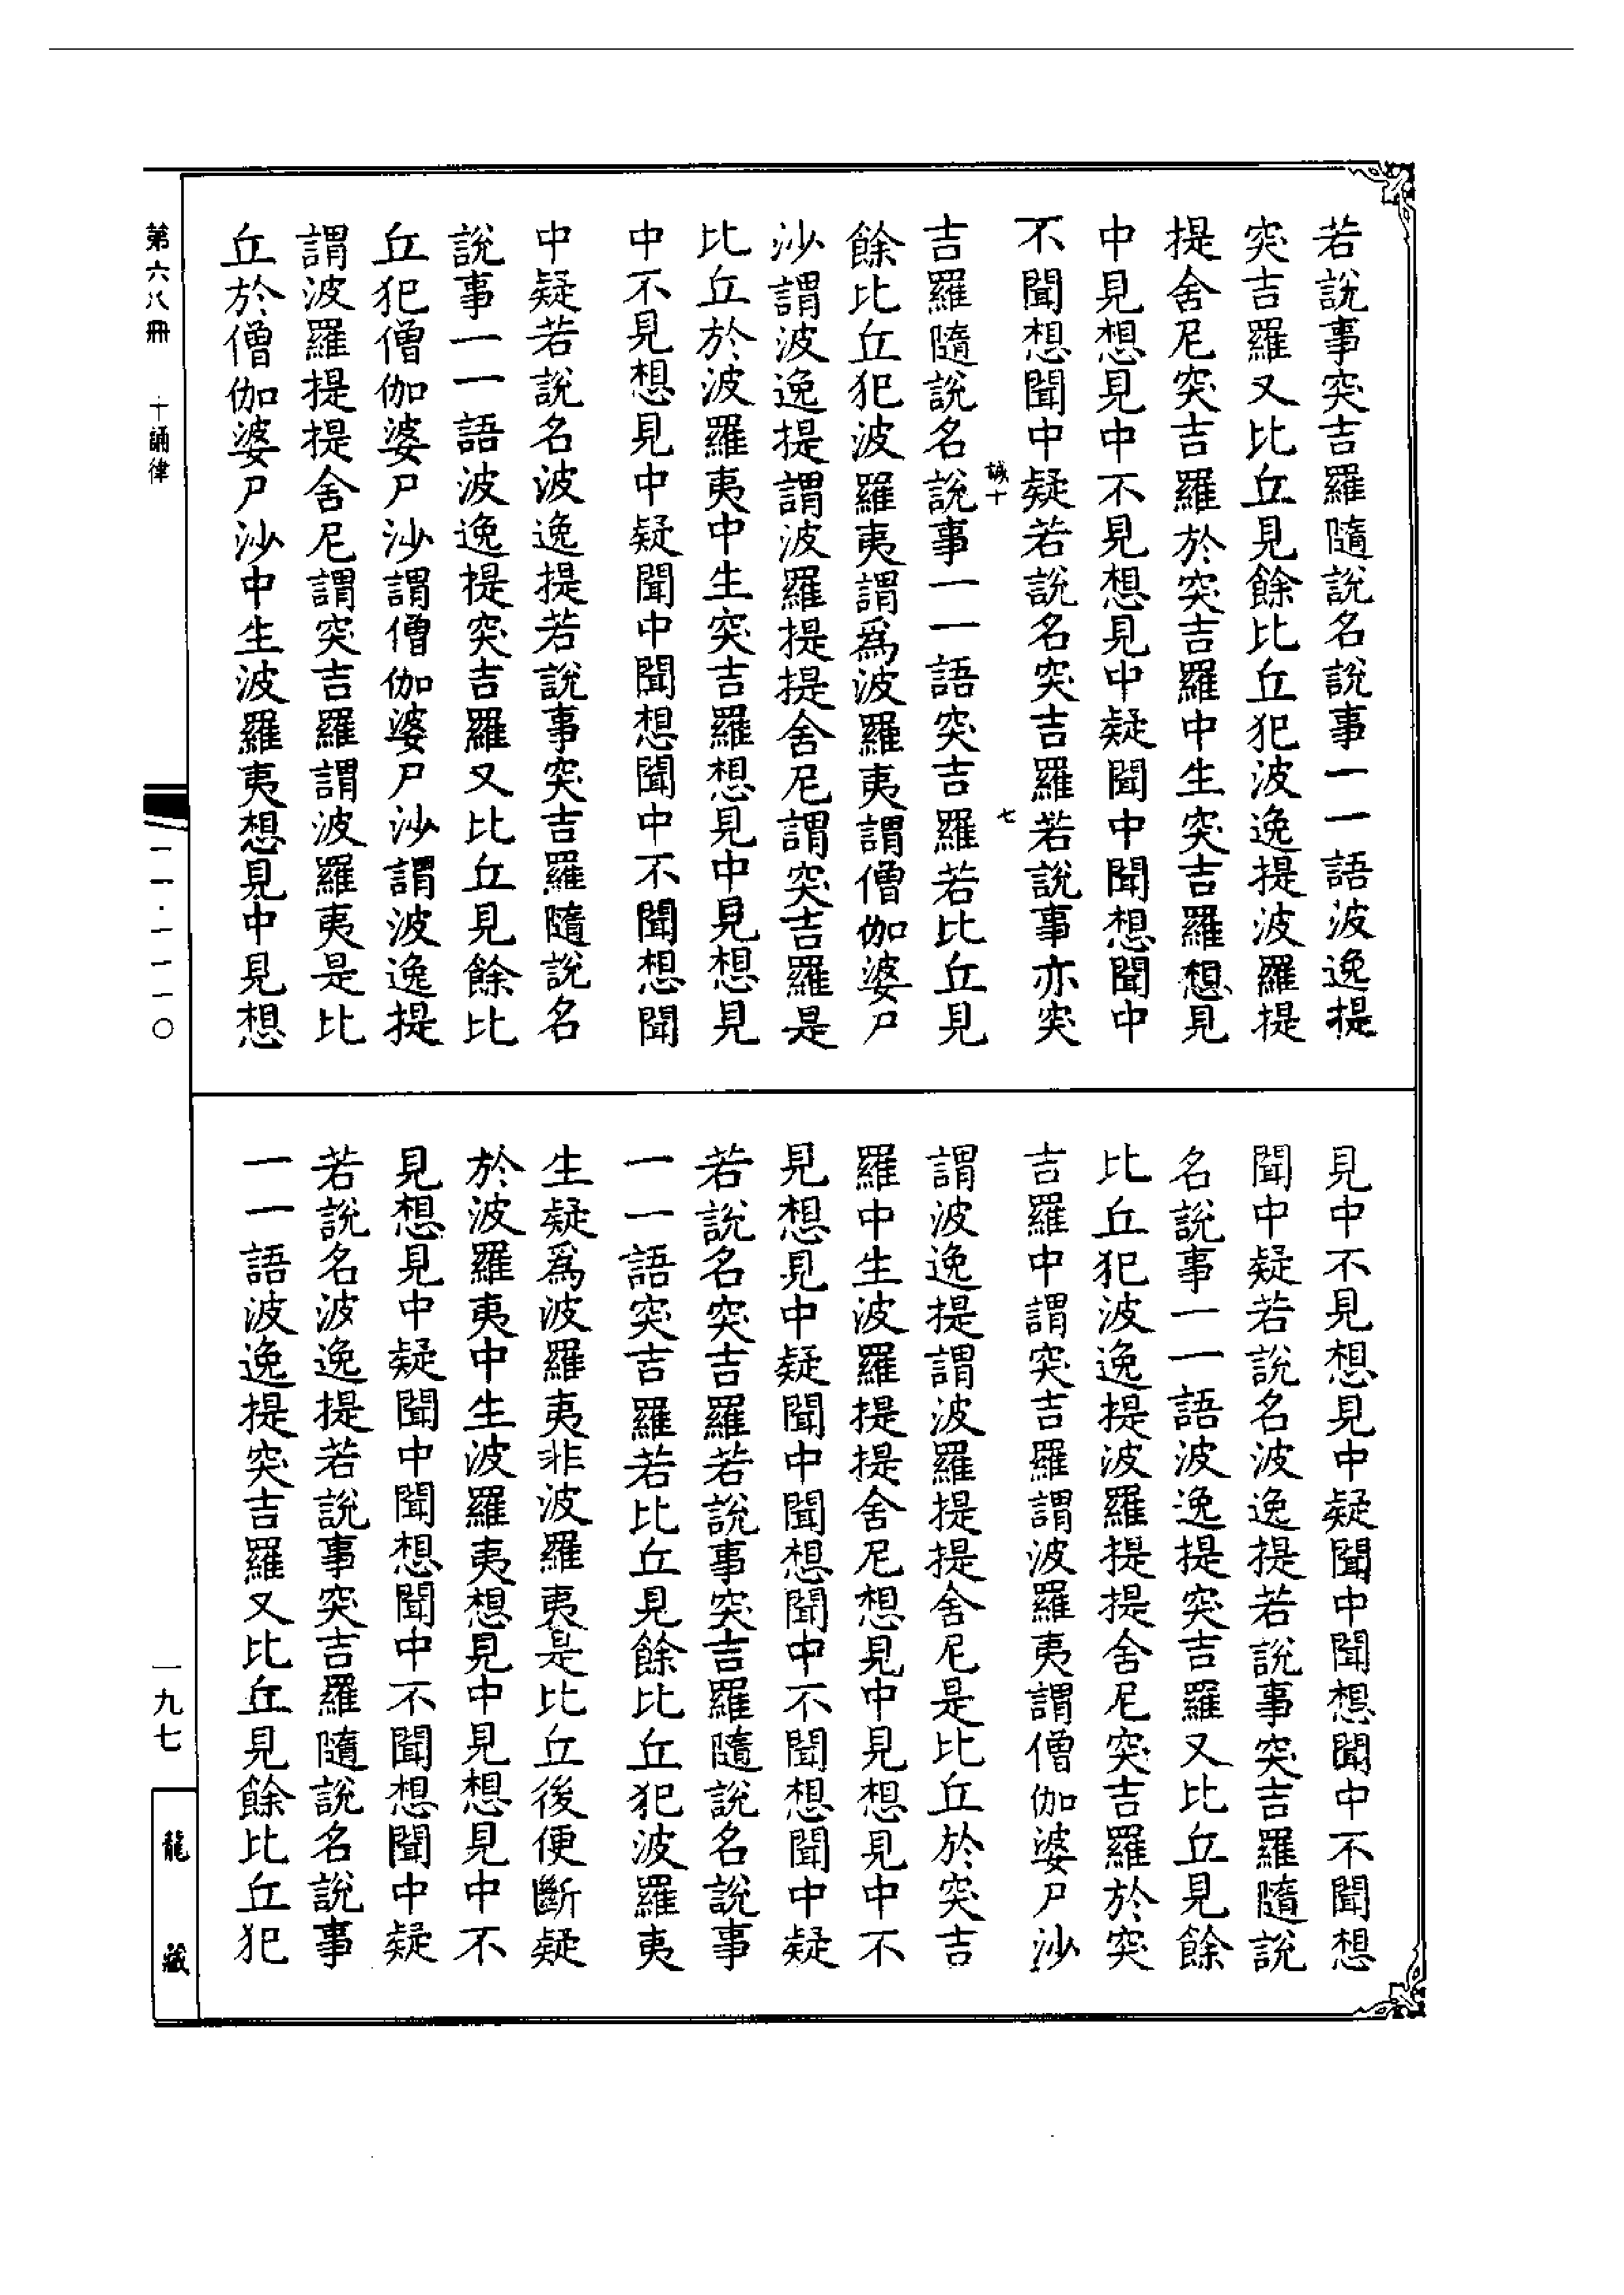 若說事突吉羅隨說名說事一一語波逸提
突吉羅又比丘見餘比丘犯波逸提波羅提
提舍尼突吉羅於突吉羅中生突吉羅想見
中見想見中不見想見中疑聞中聞想聞中
不聞想聞中疑若說名突吉羅若說事亦突
誠十
七
吉羅隨說名說事一一語突吉羅若比丘見
餘比丘犯波羅夷謂爲波羅夷謂僧伽婆尸
沙謂波逸提謂波羅提提舍尼謂突吉羅是
比丘於波羅夷中生突吉羅想見中見想見
中不見想見中疑聞中聞想聞中不聞想聞
中疑若說名波逸提若說事突吉羅隨說名
說事一一語波逸提突吉羅又比丘見餘比
丘犯僧伽婆尸沙謂僧伽婆尸沙謂波逸提
謂波羅提提舍尼謂突吉羅謂波羅夷是比
丘於僧伽婆尸沙中生波羅夷想見中見想
見中不見想見中疑聞中聞想聞中不聞想
聞中疑若說名波逸提若說事突吉羅隨說
名說事一一語波逸提突吉羅又比丘見餘
比丘犯波逸提波羅提提舍尼突吉羅於突
吉羅中謂突吉羅謂波羅夷謂僧伽婆尸沙
謂波逸提謂波羅提提舍尼是比丘於突吉
羅中生波羅提提舍尼想見中見想見中不
見想見中疑聞中聞想聞中不聞想聞中疑
若說名突吉羅若說事突吉羅隨說名說事
一一語突吉羅若比丘見餘比丘犯波羅夷
生疑爲波羅夷非波羅夷是比丘後便斷疑
於波羅夷中生波羅夷想見中見想見中不
見想見中疑聞中聞想聞中不聞想聞中疑
若說名波逸提若說事突吉羅隨說名說事
一一語波逸提突吉羅又比丘見餘比丘犯
第六八冊 十誦律
一一·一一一〇
一九七
龍藏